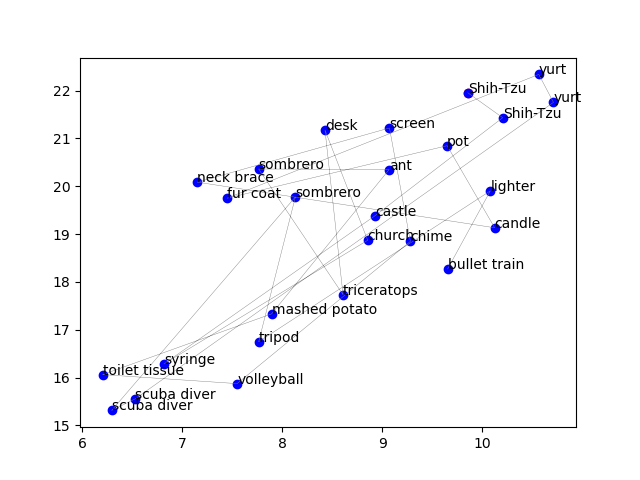 yurt
Shih-Tzu
yurt
22
Shih-Tzu
desk
screen
21
pot
sombrero
ant
neck brace
lighter
20
fur coat
sombrero
castle
candle
19
church
chime
bullet train
18
triceratops
mashed potato
17
tripod
syringe
toilet tissue
16
volleyball
scuba diver
scuba diver
15
6 7 8 9 10